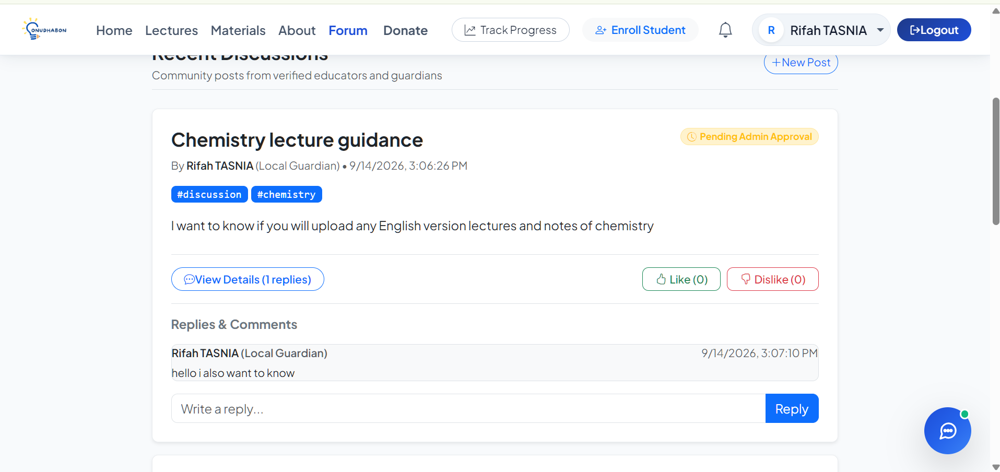 ONUDHABON
Home Lectures Materials About Forum Donate Track Progress Enroll Student R Rifah TASNIA Logout
Recent Discussions
+New Post
Community posts from verified educators and guardians
Chemistry lecture guidance
Pending Admin Approval
By Rifah TASNIA (Local Guardian) • 9/14/2026, 3:06:26 PM
#discussion #chemistry
I want to know if you will upload any English version lectures and notes of chemistry
View Details (1 replies) Like (0) Dislike (0)
Replies & Comments
Rifah TASNIA (Local Guardian) 9/14/2026, 3:07:10 PM
hello i also want to know
Write a reply... Reply